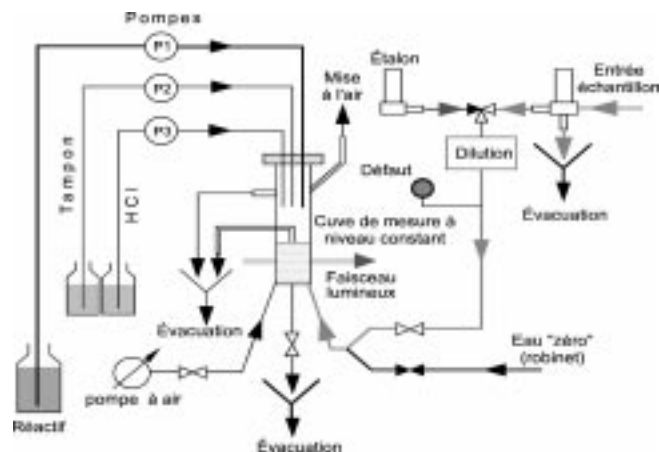 Pompes
P1
P2
P3
Tampon
HCl
Réactif
Mise
à l'air
Étalon
Entrée
échantillon
Dilution
Défaut
Évacuation
Cuve de mesure à
niveau constant
Faisceau
lumineux
Évacuation
pompe à air
Eau "zéro"
(robinet)
Évacuation